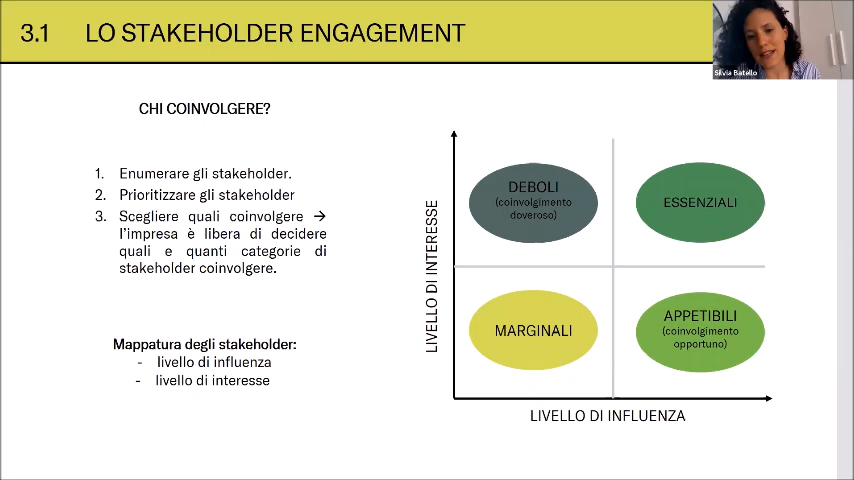 3.1 LO STAKEHOLDER ENGAGEMENT
Silvia Batello
CHI COINVOLGERE?
1. Enumerare gli stakeholder.
2. Prioritizzare gli stakeholder
3. Scegliere quali coinvolgere →
l'impresa è libera di decidere
quali e quanti categorie di
stakeholder coinvolgere.
Mappatura degli stakeholder:
- livello di influenza
- livello di interesse
LIVELLO DI INTERESSE
DEBOLI
(coinvolgimento
doveroso)
ESSENZIALI
MARGINALI
APPETIBILI
(coinvolgimento
opportuno)
LIVELLO DI INFLUENZA